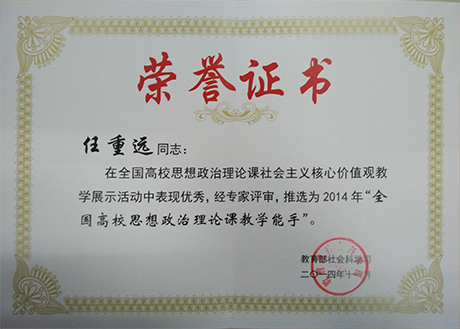 荣誉证书
任重远同志：
在全国高校思想政治理论课社会主义核心价值观教
学展示活动中表现优秀，经专家评审，推选为2014年“全
国高校思想政治理论课教学能手”。
教育部社会科学司
二〇一四年十一月